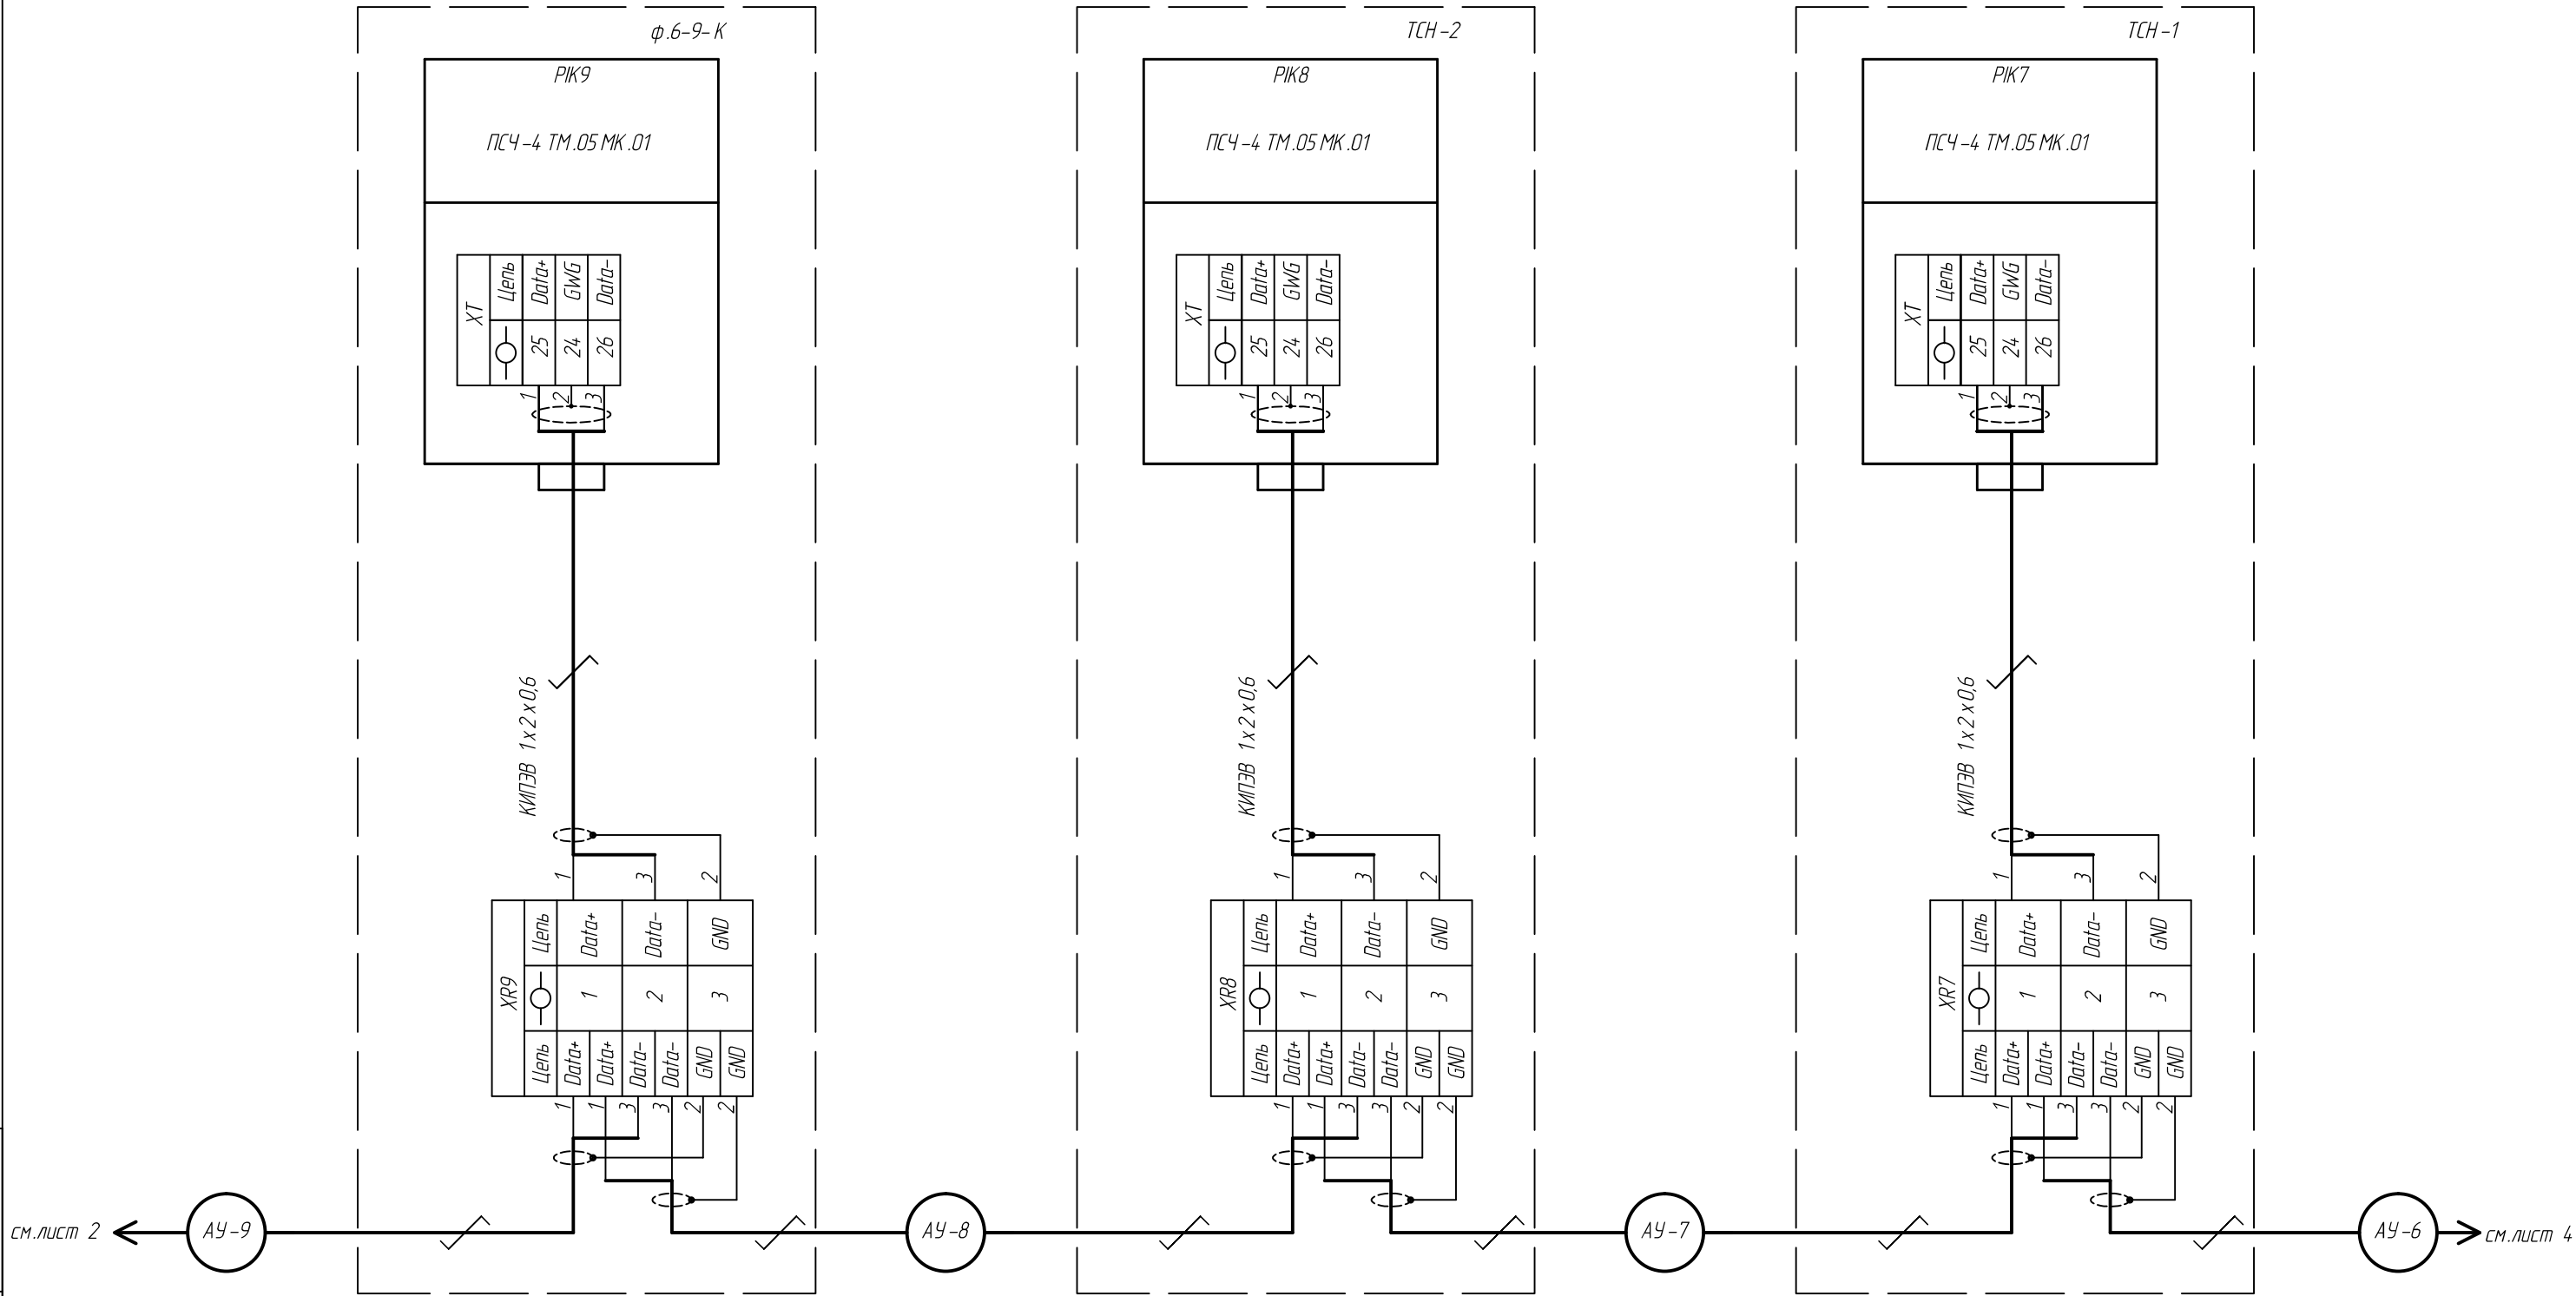 ф.6-9-К
PIK9
ПСЧ-4 ТМ.05 МК.01
ХТ
Цепь Data+ GWG Data-
25 24 26
1 2 3
КИПЭВ 1х2х0,6
1 3 2
XR9
Цепь Data+ Data- GND
1 2 3
Цепь Data+ Data+ Data- Data- GND GND
1 1 3 3 2 2
ТСН-2
PIK8
ПСЧ-4 ТМ.05 МК.01
ХТ
Цепь Data+ GWG Data-
25 24 26
1 2 3
КИПЭВ 1х2х0,6
1 3 2
XR8
Цепь Data+ Data- GND
1 2 3
Цепь Data+ Data+ Data- Data- GND GND
1 1 3 3 2 2
ТСН-1
PIK7
ПСЧ-4 ТМ.05 МК.01
ХТ
Цепь Data+ GWG Data-
25 24 26
1 2 3
КИПЭВ 1х2х0,6
1 3 2
XR7
Цепь Data+ Data- GND
1 2 3
Цепь Data+ Data+ Data- Data- GND GND
1 1 3 3 2 2
см.лист 2
АУ-9
АУ-8
АУ-7
АУ-6
см.лист 4